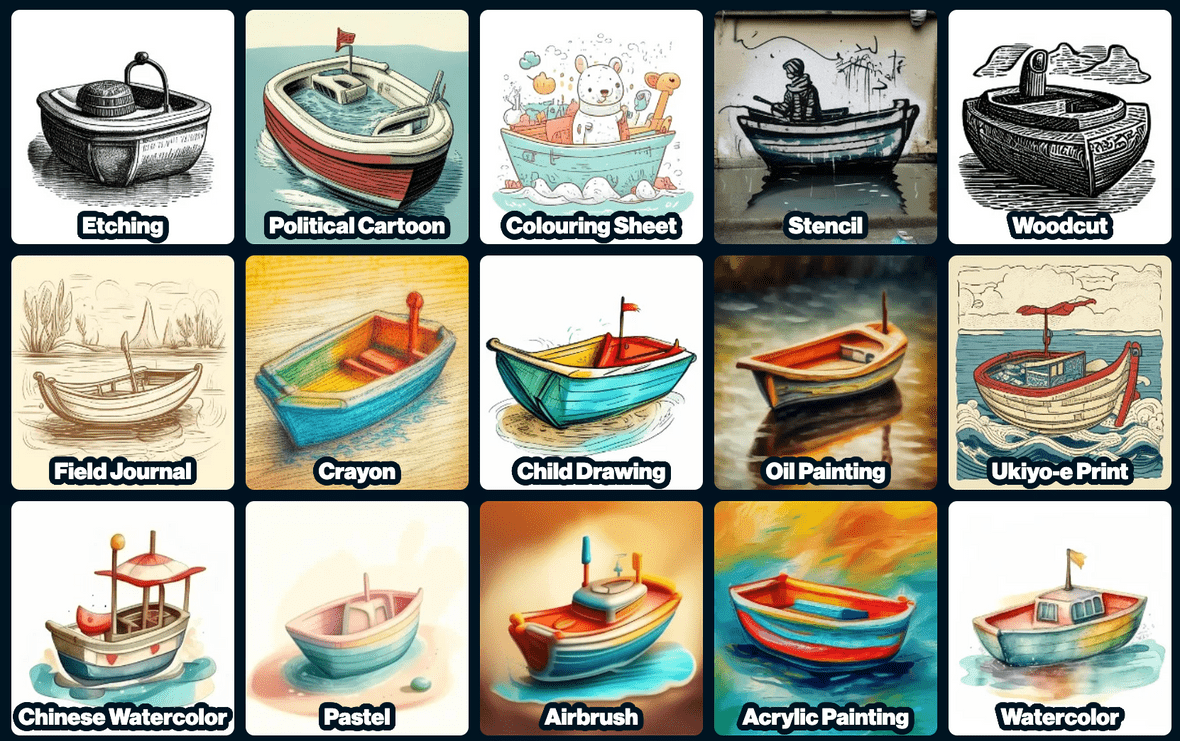 Etching
Political Cartoon
Colouring Sheet
Stencil
Woodcut
Field Journal
Crayon
Child Drawing
Oil Painting
Ukiyo-e Print
Chinese Watercolor
Pastel
Airbrush
Acrylic Painting
Watercolor